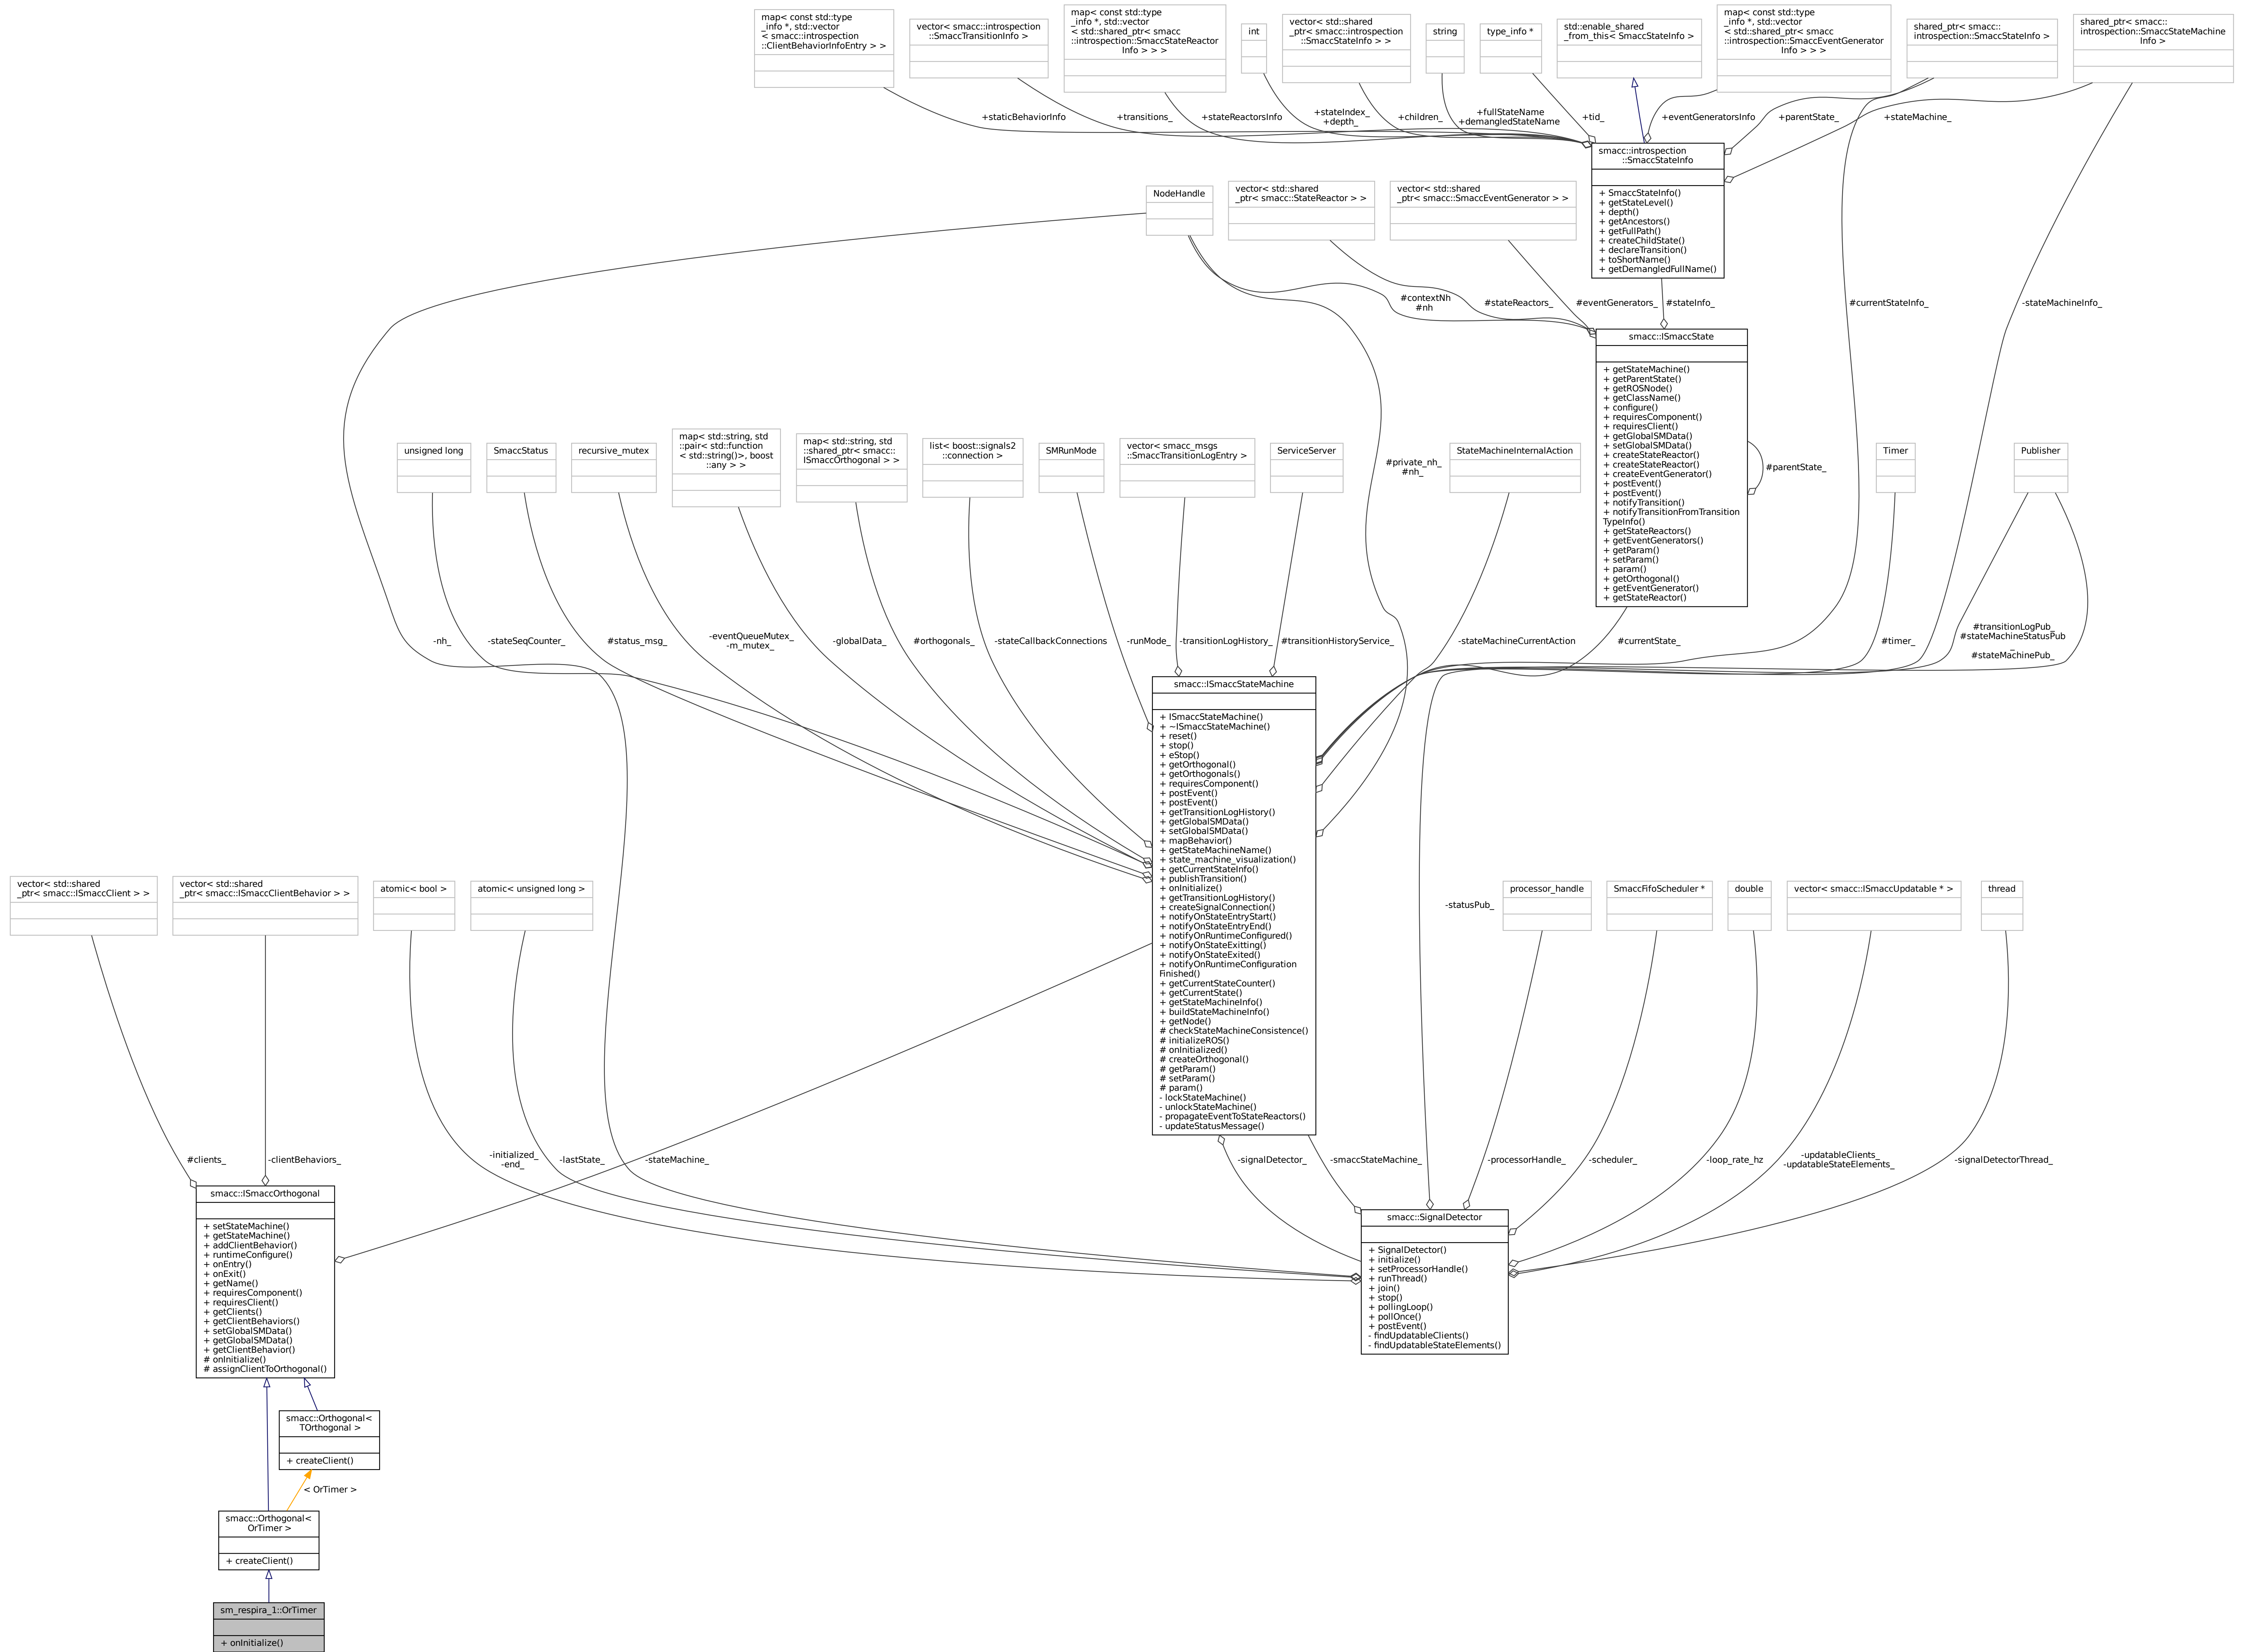 map< const std::type
_info *, std::vector
< smacc::introspection
::ClientBehaviorInfoEntry > >
vector< smacc::introspection
::SmaccTransitionInfo >
map< const std::type
_info *, std::vector
< std::shared_ptr< smacc
::introspection::SmaccStateReactor
Info > > >
int
vector< std::shared
_ptr< smacc::introspection
::SmaccStateInfo > >
string
type_info *
std::enable_shared
_from_this< SmaccStateInfo >
map< const std::type
_info *, std::vector
< std::shared_ptr< smacc
::introspection::SmaccEventGenerator
Info > > >
shared_ptr< smacc::
introspection::SmaccStateInfo >
shared_ptr< smacc::
introspection::SmaccStateMachine
Info >
+staticBehaviorInfo
+transitions_
+stateReactorsInfo
+stateIndex_
+depth_
+children_
+fullStateName
+demangledStateName
+tid_
+eventGeneratorsInfo
+parentState_
+stateMachine_
smacc::introspection
::SmaccStateInfo
+ SmaccStateInfo()
+ getStateLevel()
+ depth()
+ getAncestors()
+ getFullPath()
+ createChildState()
+ declareTransition()
+ toShortName()
+ getDemangledFullName()
NodeHandle
vector< std::shared
_ptr< smacc::StateReactor > >
vector< std::shared
_ptr< smacc::SmaccEventGenerator > >
#contextNh
#nh
#stateReactors_
#eventGenerators_
#stateInfo_
#currentStateInfo_
-stateMachineInfo_
smacc::ISmaccState
+ getStateMachine()
+ getParentState()
+ getROSNode()
+ getClassName()
+ configure()
+ requiresComponent()
+ requiresClient()
+ getGlobalSMData()
+ setGlobalSMData()
+ createStateReactor()
+ createStateReactor()
+ createEventGenerator()
+ postEvent()
+ postEvent()
+ notifyTransition()
+ notifyTransitionFromTransition
TypeInfo()
+ getStateReactors()
+ getEventGenerators()
+ getParam()
+ setParam()
+ param()
+ getOrthogonal()
+ getEventGenerator()
+ getStateReactor()
#parentState_
unsigned long
SmaccStatus
recursive_mutex
map< std::string, std
::pair< std::function
< std::string()>, boost
::any > >
map< std::string, std
::shared_ptr< smacc::
ISmaccOrthogonal > >
list< boost::signals2
::connection >
SMRunMode
vector< smacc_msgs
::SmaccTransitionLogEntry >
ServiceServer
#private_nh_
#nh_
StateMachineInternalAction
Timer
Publisher
-nh_
-stateSeqCounter_
#status_msg_
-eventQueueMutex_
-m_mutex_
-globalData_
#orthogonals_
-stateCallbackConnections
-runMode_
-transitionLogHistory_
#transitionHistoryService_
-stateMachineCurrentAction
#currentState_
#timer_
#transitionLogPub_
#stateMachineStatusPub
_
#stateMachinePub_
smacc::ISmaccStateMachine
+ ISmaccStateMachine()
+ ~ISmaccStateMachine()
+ reset()
+ stop()
+ eStop()
+ getOrthogonal()
+ getOrthogonals()
+ requiresComponent()
+ postEvent()
+ postEvent()
+ getTransitionLogHistory()
+ getGlobalSMData()
+ setGlobalSMData()
+ mapBehavior()
+ getStateMachineName()
+ state_machine_visualization()
+ getCurrentStateInfo()
+ publishTransition()
+ onInitialize()
+ getTransitionLogHistory()
+ createSignalConnection()
+ notifyOnStateEntryStart()
+ notifyOnStateEntryEnd()
+ notifyOnRuntimeConfigured()
+ notifyOnStateExitting()
+ notifyOnStateExited()
+ notifyOnRuntimeConfiguration
Finished()
+ getCurrentStateCounter()
+ getCurrentState()
+ getStateMachineInfo()
+ buildStateMachineInfo()
+ getNode()
# checkStateMachineConsistence()
# initializeROS()
# onInitialized()
# createOrthogonal()
# getParam()
# setParam()
# param()
- lockStateMachine()
- unlockStateMachine()
- propagateEventToStateReactors()
- updateStatusMessage()
vector< std::shared
_ptr< smacc::ISmaccClient > >
vector< std::shared
_ptr< smacc::ISmaccClientBehavior > >
atomic< bool >
atomic< unsigned long >
-statusPub_
processor_handle
SmaccFifoScheduler *
double
vector< smacc::ISmaccUpdatable * >
thread
#clients_
-clientBehaviors_
-initialized_
-end_
-lastState_
-stateMachine_
-signalDetector_
-smaccStateMachine_
-processorHandle_
-scheduler_
-loop_rate_hz
-updatableClients_
-updatableStateElements_
-signalDetectorThread_
smacc::ISmaccOrthogonal
+ setStateMachine()
+ getStateMachine()
+ addClientBehavior()
+ runtimeConfigure()
+ onEntry()
+ onExit()
+ getName()
+ requiresComponent()
+ requiresClient()
+ getClients()
+ getClientBehaviors()
+ setGlobalSMData()
+ getGlobalSMData()
+ getClientBehavior()
# onInitialize()
# assignClientToOrthogonal()
smacc::SignalDetector
+ SignalDetector()
+ initialize()
+ setProcessorHandle()
+ runThread()
+ join()
+ stop()
+ pollingLoop()
+ pollOnce()
+ postEvent()
- findUpdatableClients()
- findUpdatableStateElements()
smacc::Orthogonal<
TOrthogonal >
+ createClient()
< OrTimer >
smacc::Orthogonal<
OrTimer >
+ createClient()
sm_respira_1::OrTimer
+ onInitialize()